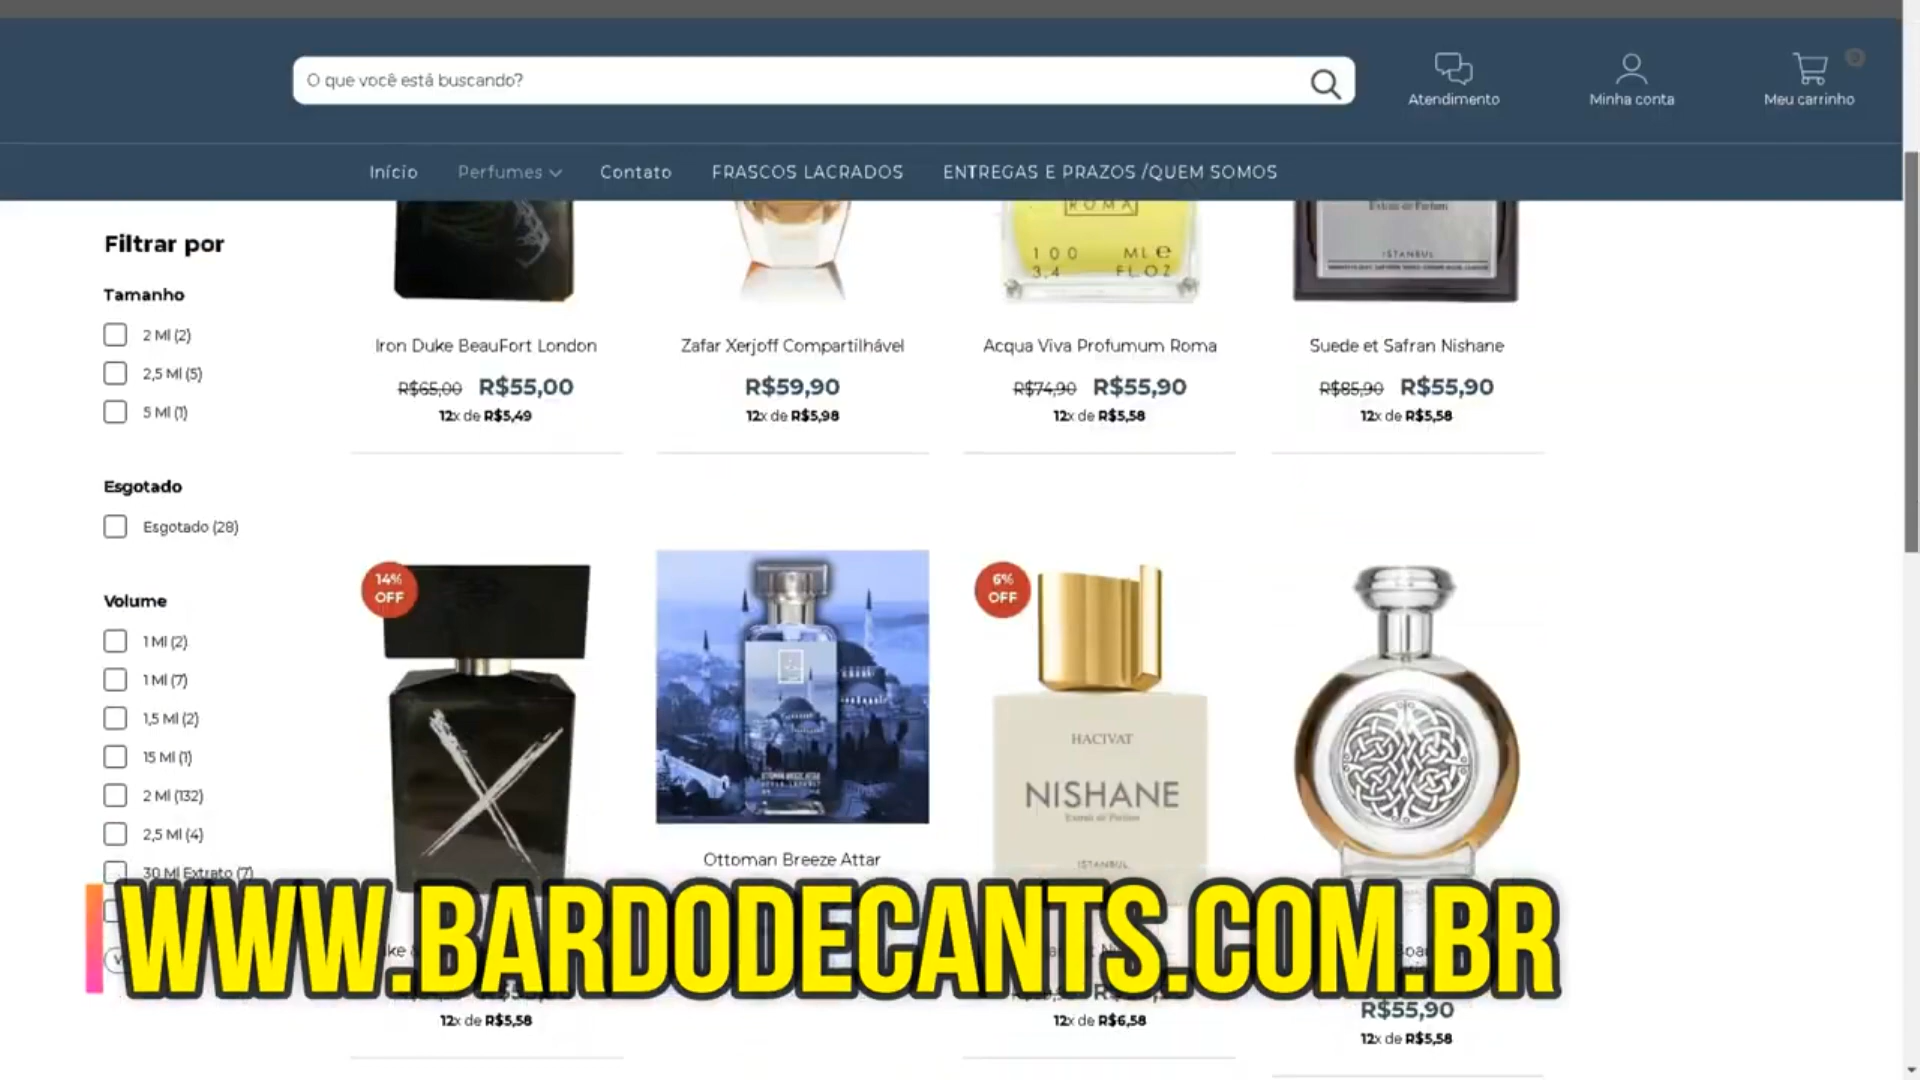 O que você está buscando?
Atendimento
Minha conta
Meu carrinho
Início
Perfumes
Contato
FRASCOS LACRADOS
ENTREGAS E PRAZOS /QUEM SOMOS
Filtrar por
Tamanho
2 Ml (2)
2,5 Ml (5)
5 Ml (1)
Esgotado
Esgotado (28)
Volume
1 Ml (2)
1 Ml (7)
1,5 Ml (2)
15 Ml (1)
2 Ml (132)
2,5 Ml (4)
30 Ml Extrato (7)
Iron Duke BeauFort London
R$65,00 R$55,00
12x de R$5,49
Zafar Xerjoff Compartilhável
R$59,90
12x de R$5,98
ROMA
100 ML e
3,4 FL.OZ
Acqua Viva Profumum Roma
R$74,90 R$55,90
12x de R$5,58
Extrait de Parfum
ISTANBUL
Suede et Safran Nishane
R$85,90 R$55,90
12x de R$5,58
14%
OFF
12x de R$5,58
Ottoman Breeze Attar
6%
OFF
HACIVAT
NISHANE
Extrait de Parfum
ISTANBUL
12x de R$6,58
R$55,90
12x de R$5,58
WWW.BARDODECANTS.COM.BR